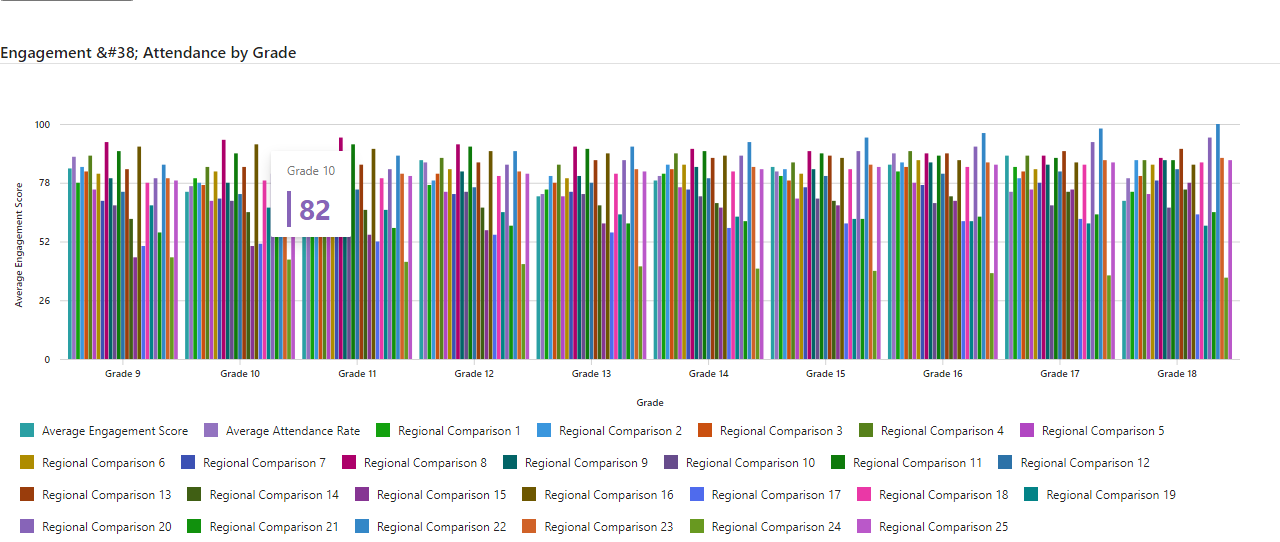 Engagement &#38; Attendance by Grade
100
78
52
26
0
Average Engagement Score
Grade 10
82
Grade 9 Grade 10 Grade 11 Grade 12 Grade 13 Grade 14 Grade 15 Grade 16 Grade 17 Grade 18
Grade
Average Engagement Score Average Attendance Rate Regional Comparison 1 Regional Comparison 2 Regional Comparison 3 Regional Comparison 4 Regional Comparison 5
Regional Comparison 6 Regional Comparison 7 Regional Comparison 8 Regional Comparison 9 Regional Comparison 10 Regional Comparison 11 Regional Comparison 12
Regional Comparison 13 Regional Comparison 14 Regional Comparison 15 Regional Comparison 16 Regional Comparison 17 Regional Comparison 18 Regional Comparison 19
Regional Comparison 20 Regional Comparison 21 Regional Comparison 22 Regional Comparison 23 Regional Comparison 24 Regional Comparison 25